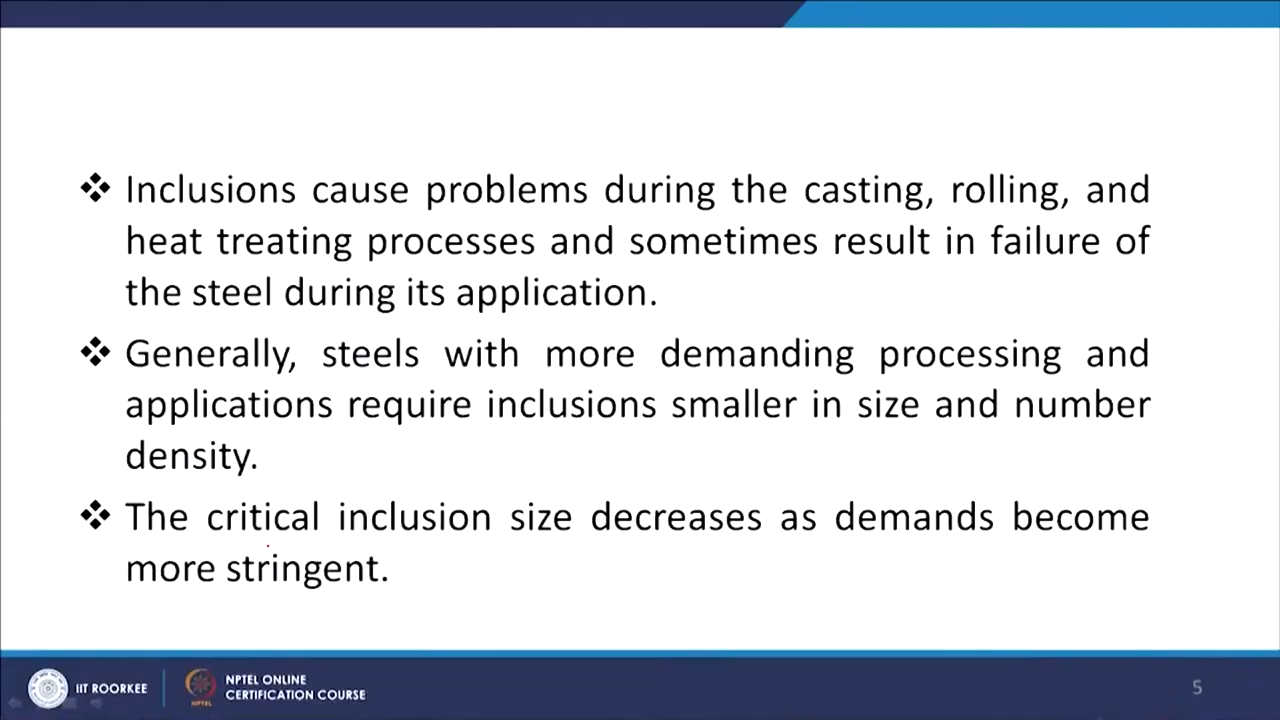 ❖ Inclusions cause problems during the casting, rolling, and
heat treating processes and sometimes result in failure of
the steel during its application.
❖ Generally, steels with more demanding processing and
applications require inclusions smaller in size and number
density.
❖ The critical inclusion size decreases as demands become
more stringent.
IIT ROORKEE
NPTEL
NPTEL ONLINE
CERTIFICATION COURSE
5